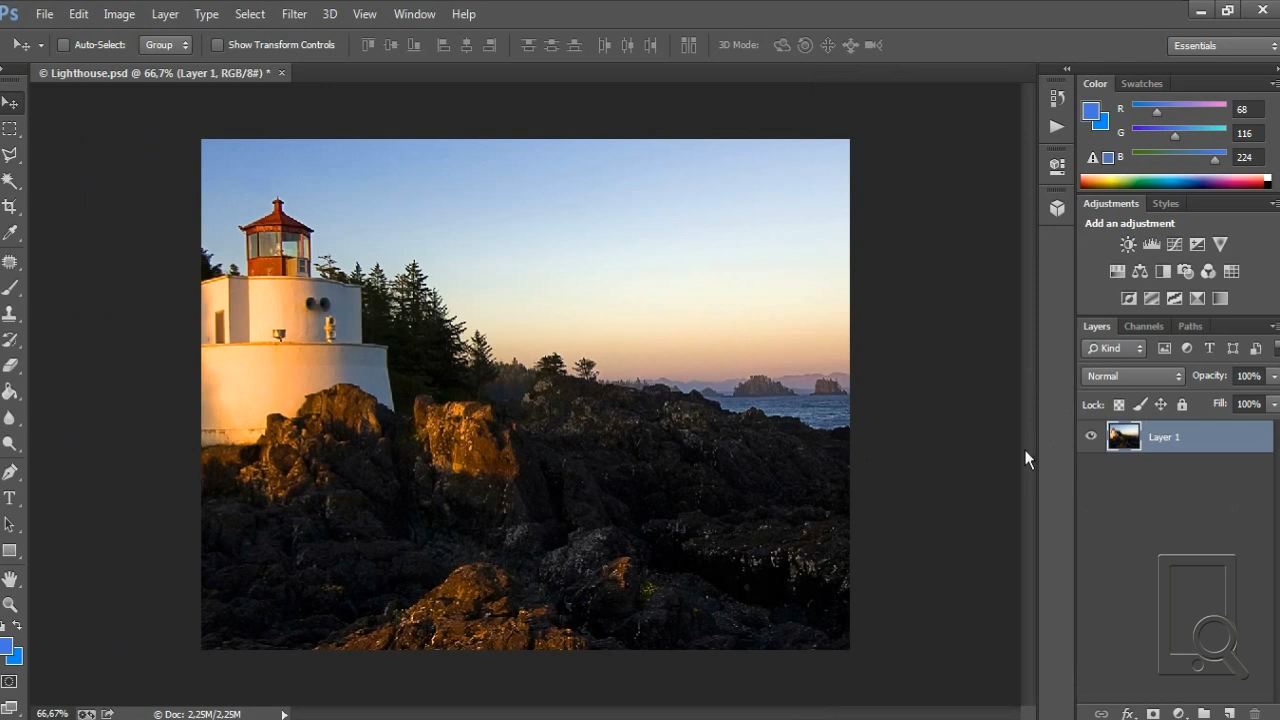 Ps File Edit Image Layer Type Select Filter 3D View Window Help
Auto-Select: Group Show Transform Controls 3D Mode: Essentials
© Lighthouse.psd @ 66,7% (Layer 1, RGB/8#) * ×
Color Swatches
R 68
G 116
B 224
Adjustments Styles
Add an adjustment
Layers Channels Paths
Kind
Normal Opacity: 100%
Lock: Fill: 100%
Layer 1
66,67% © Doc: 2,25M/2,25M